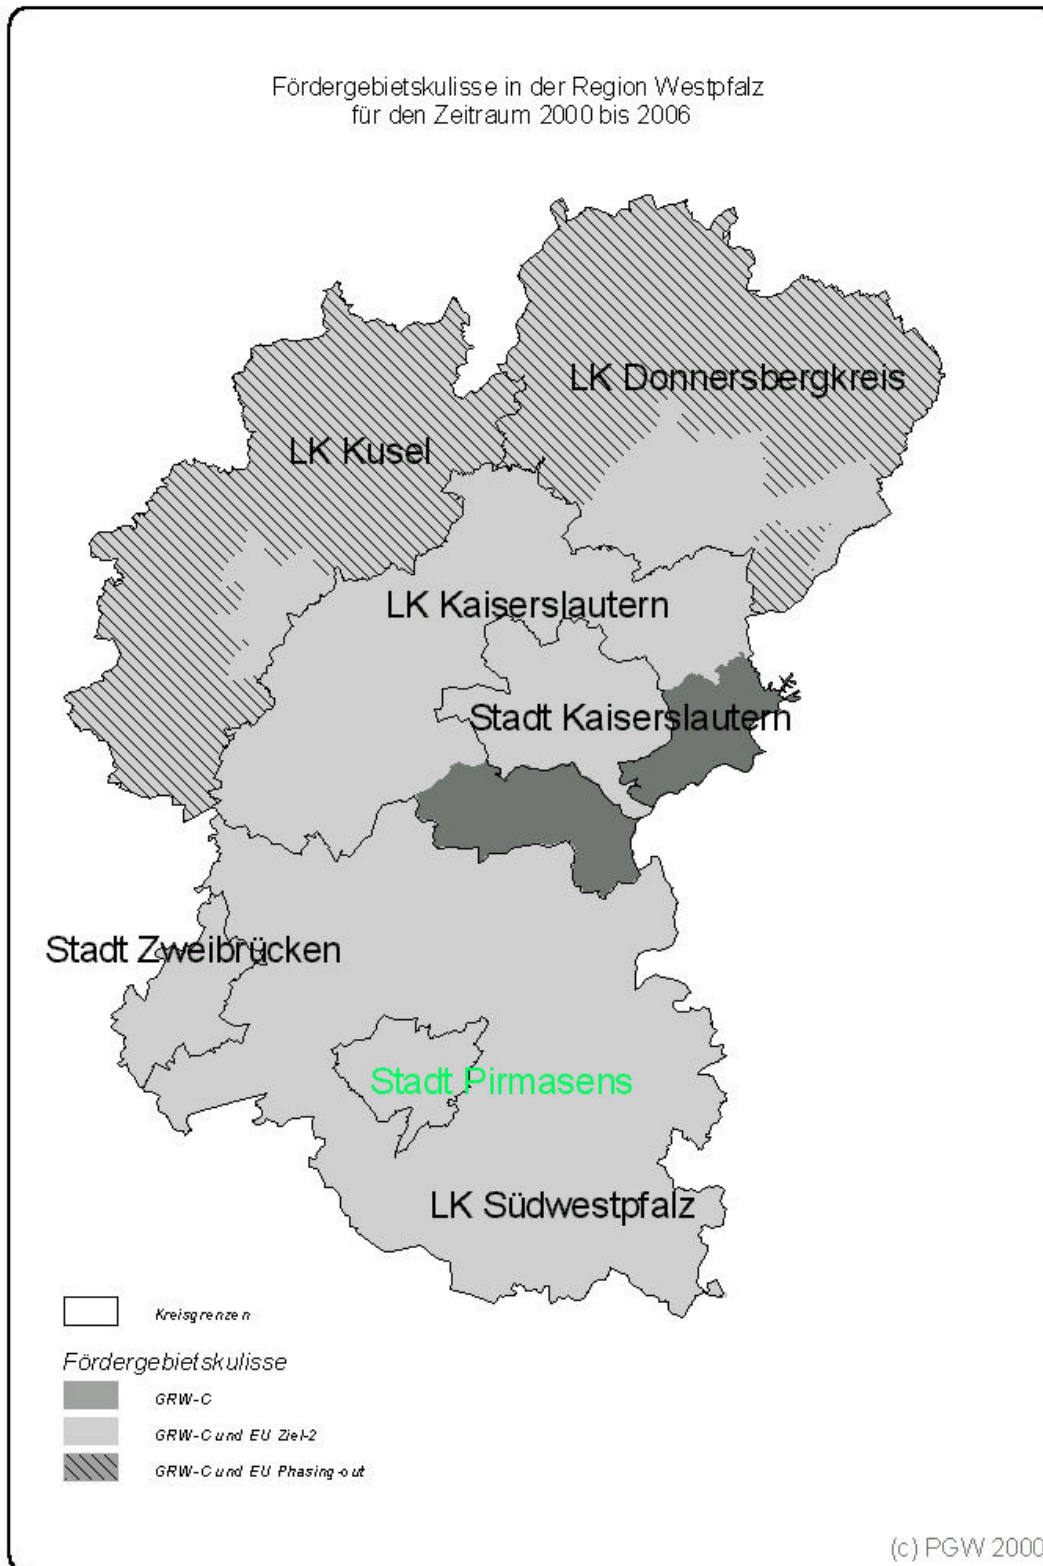 Fördergebietskulisse in der Region Westpfalz
für den Zeitraum 2000 bis 2006
LK Donnersbergkreis
LK Kusel
LK Kaiserslautern
Stadt Kaiserslautern
Stadt Zweibrücken
Stadt Pirmasens
LK Südwestpfalz
Kreisgrenzen
Fördergebietskulisse
GRW-C
GRW-C und EU Ziel-2
GRW-C und EU Phasing-out
(c) PGW 2000